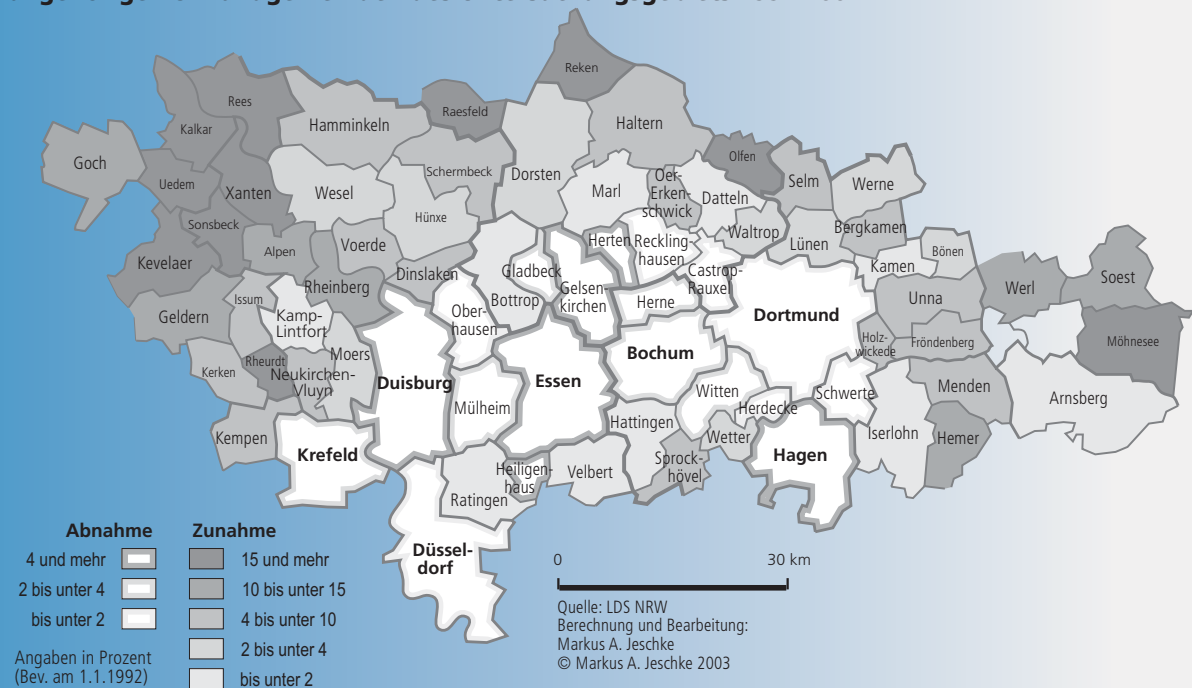 Reken
Rees
Raesfeld
Kalkar
Hamminkeln
Haltern
Goch
Olfen
Uedem
Xanten
Wesel
Schermbeck
Dorsten
Marl
Oer-
Erken-
schwick
Datteln
Selm
Werne
Sonsbeck
Hünxe
Waltrop
Bergkamen
Kevelaer
Alpen
Voerde
Herten
Reckling-
hausen
Lünen
Bönen
Dinslaken
Gladbeck
Castrop-
Rauxel
Kamen
Soest
Rheinberg
Gelsen-
kirchen
Werl
Issum
Bottrop
Herne
Unna
Geldern
Kamp-
Lintfort
Ober-
hausen
Dortmund
Holz-
wickede
Fröndenberg
Möhnesee
Kerken
Rheurdt
Moers
Neukirchen-
Vluyn
Duisburg
Essen
Bochum
Witten
Schwerte
Menden
Arnsberg
Mülheim
Herdecke
Hattingen
Kempen
Wetter
Iserlohn
Hemer
Krefeld
Heiligen-
haus
Velbert
Sprock-
hövel
Hagen
Ratingen
Düssel-
dorf
Abnahme
4 und mehr
2 bis unter 4
bis unter 2
Angaben in Prozent
(Bev. am 1.1.1992)
Zunahme
15 und mehr
10 bis unter 15
4 bis unter 10
2 bis unter 4
bis unter 2
0 30 km
Quelle: LDS NRW
Berechnung und Bearbeitung:
Markus A. Jeschke
© Markus A. Jeschke 2003